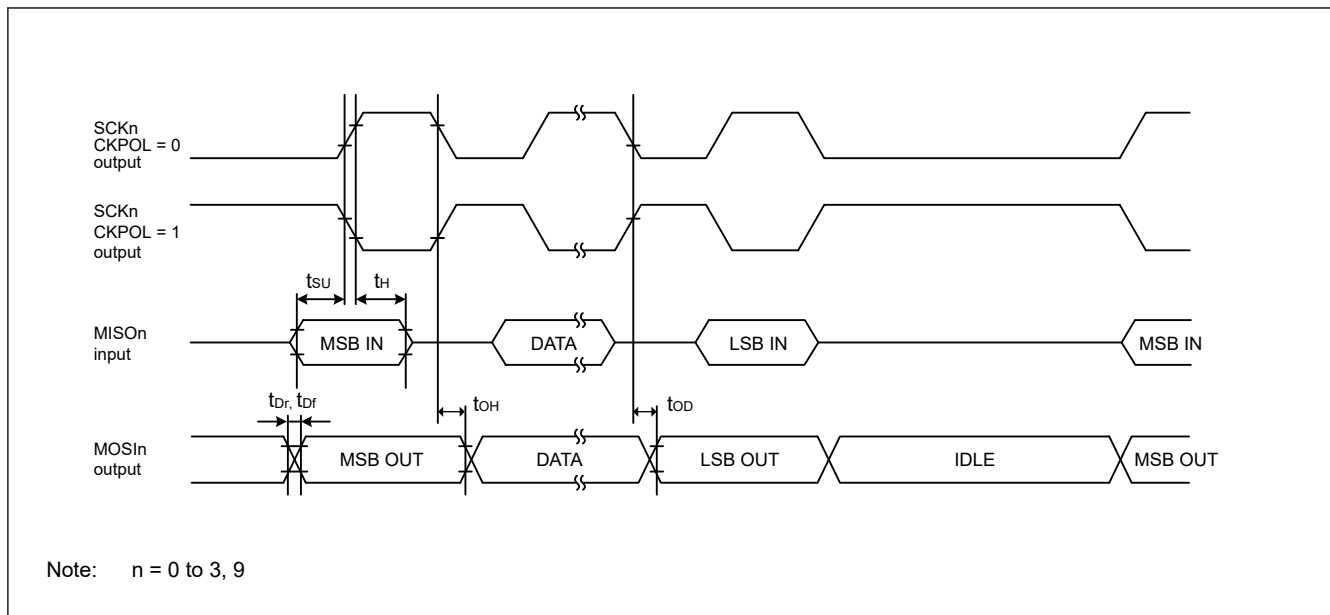 SCKn
CKPOL = 0
output
SCKn
CKPOL = 1
output
tSU
tH
MISOn
input
MSB IN
DATA
LSB IN
MSB IN
tDr, tDf
tOH
tOD
MOSIn
output
MSB OUT
DATA
LSB OUT
IDLE
MSB OUT
Note: n = 0 to 3, 9